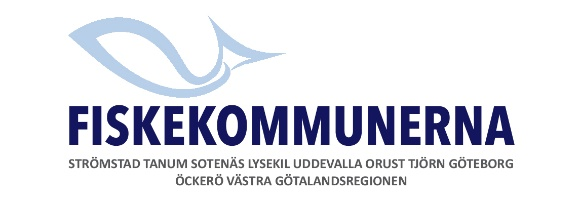 FISKEKOMMUNERNA
STRÖMSTAD TANUM SOTENÄS LYSEKIL UDDEVALLA ORUST TJÖRN GÖTEBORG
ÖCKERÖ VÄSTRA GÖTALANDSREGIONEN